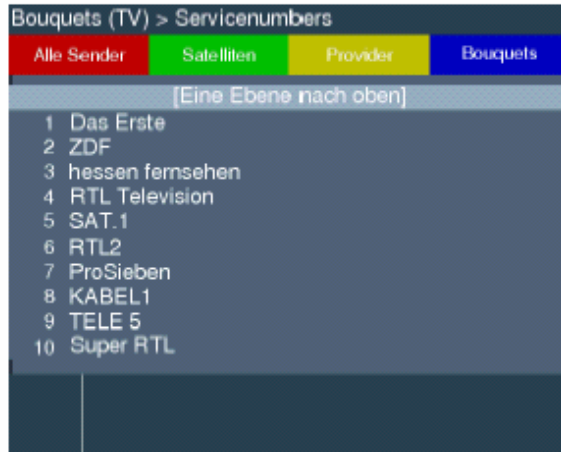 Bouquets (TV) > Servicenumbers
Alle Sender Satelliten Provider Bouquets
[Eine Ebene nach oben]
1 Das Erste
2 ZDF
3 hessen fernsehen
4 RTL Television
5 SAT.1
6 RTL2
7 ProSieben
8 KABEL1
9 TELE 5
10 Super RTL